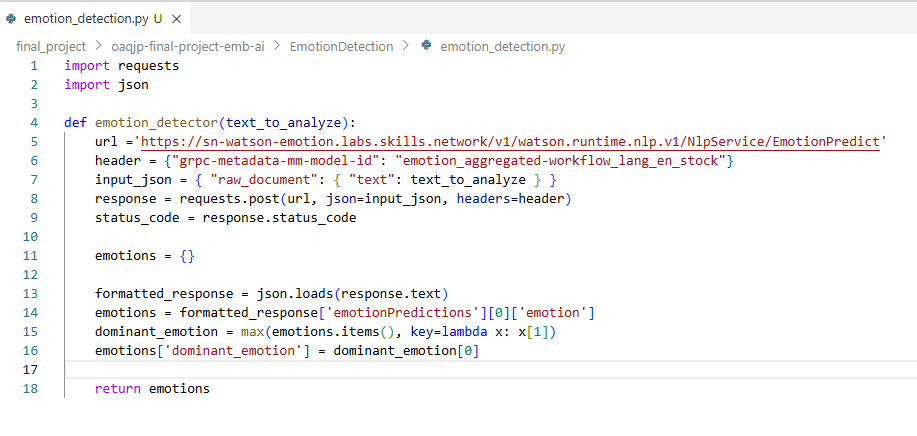 emotion_detection.py U ×
final_project > oaqjp-final-project-emb-ai > EmotionDetection > emotion_detection.py
1 import requests
2 import json
3
4 def emotion_detector(text_to_analyze):
5     url ='https://sn-watson-emotion.labs.skills.network/v1/watson.runtime.nlp.v1/NlpService/EmotionPredict'
6     header = {"grpc-metadata-mm-model-id": "emotion_aggregated-workflow_lang_en_stock"}
7     input_json = { "raw_document": { "text": text_to_analyze } }
8     response = requests.post(url, json=input_json, headers=header)
9     status_code = response.status_code
10
11     emotions = {}
12
13     formatted_response = json.loads(response.text)
14     emotions = formatted_response['emotionPredictions'][0]['emotion']
15     dominant_emotion = max(emotions.items(), key=lambda x: x[1])
16     emotions['dominant_emotion'] = dominant_emotion[0]
17
18     return emotions